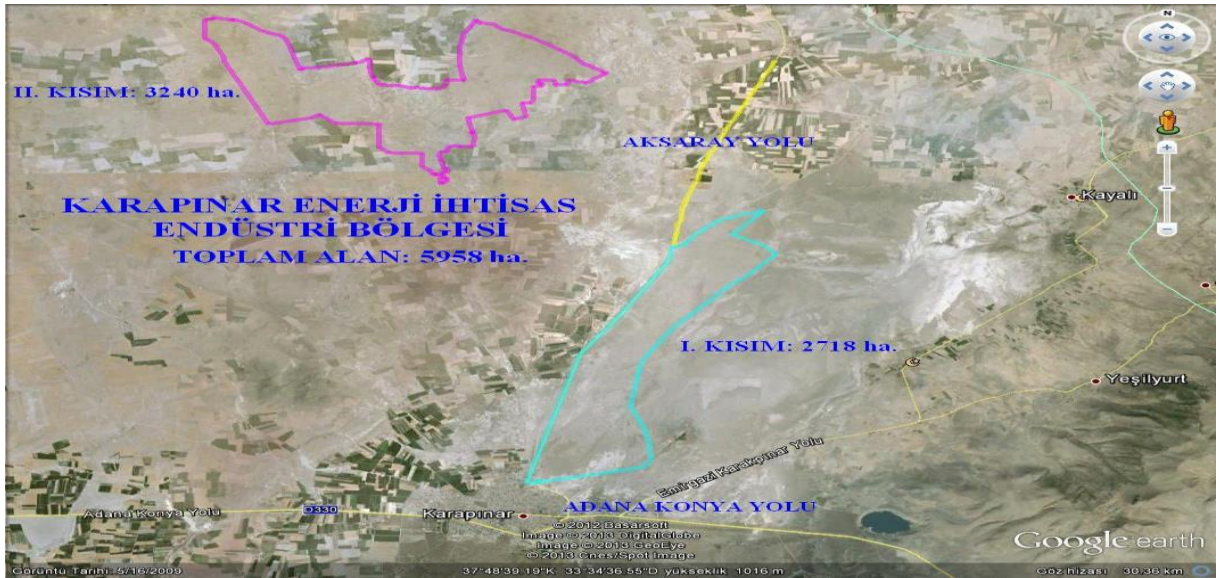 N
II. KISIM: 3240 ha.
AKSARAY YOLU
Kayalı
KARAPINAR ENERJİ İHTİSAS
ENDÜSTRİ BÖLGESİ
TOPLAM ALAN: 5958 ha.
I. KISIM: 2718 ha.
Yeşilyurt
Emirgazi Karakpınar Yolu
ADANA KONYA YOLU
Adana Konya Yolu
D330
Karapınar
© 2012 Basarsoft
Image © 2013 DigitalGlobe
Image © 2013 GeoEye
© 2013 Cnes/Spot Image
Google earth
Görüntü Tarihi: 5/16/2009
37°48'39.19"K 33°34'36.55"D yükseklik 1016 m
Göz hizası 30.36 km